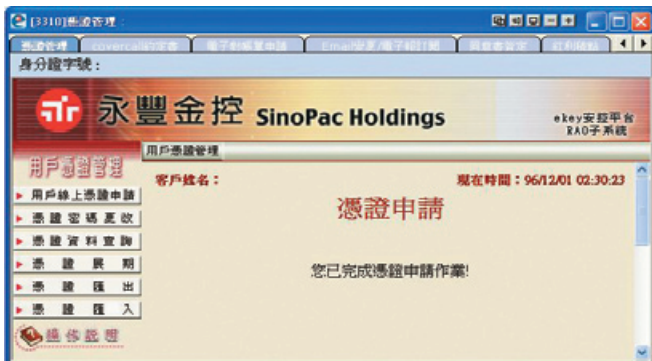 [3310]憑證管理：
憑證管理
身分證字號：
永豐金控 SinoPac Holdings
ekey安控平台
RAO子系統
用戶憑證管理
用戶憑證管理
客戶姓名：
現在時間：96/12/01 02:30:23
憑證申請
您已完成憑證申請作業!
用戶線上憑證申請
憑證密碼更改
憑證資料查詢
憑證展期
憑證匯出
憑證匯入
操作說明